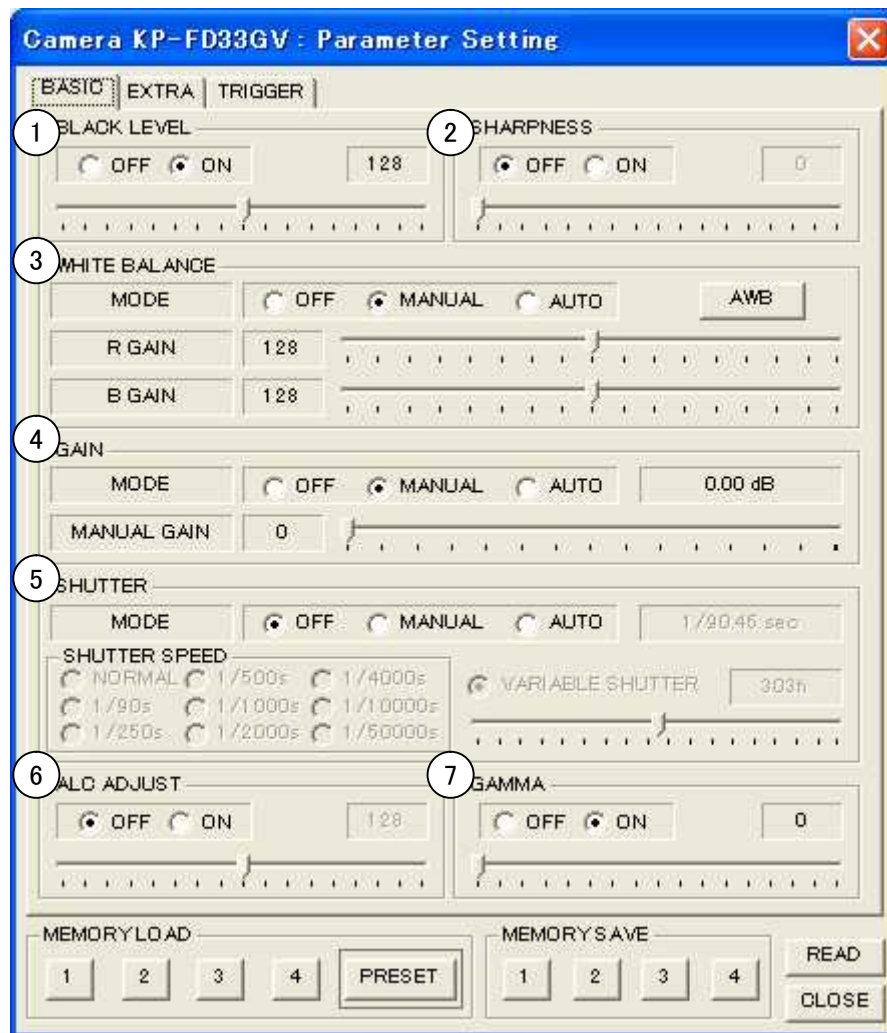 Camera KP-FD33GV : Parameter Setting
BASIC EXTRA TRIGGER
1 BLACK LEVEL 2 SHARPNESS
OFF ON 128 OFF ON 0
3 WHITE BALANCE
MODE OFF MANUAL AUTO AWB
R GAIN 128
B GAIN 128
4 GAIN
MODE OFF MANUAL AUTO 0.00 dB
MANUAL GAIN 0
5 SHUTTER
MODE OFF MANUAL AUTO 1/90.45 sec
SHUTTER SPEED
NORMAL 1/500s 1/4000s VARIABLE SHUTTER 303h
1/90s 1/1000s 1/10000s
1/250s 1/2000s 1/50000s
6 ALC ADJUST 7 GAMMA
OFF ON 128 OFF ON 0
MEMORY LOAD MEMORY SAVE
1 2 3 4 PRESET 1 2 3 4 READ
CLOSE